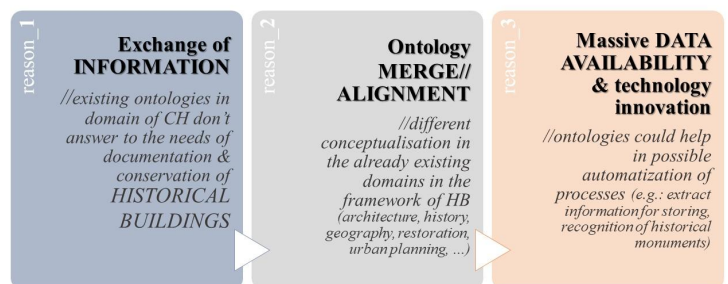 reason_1
Exchange of
INFORMATION
//existing ontologies in
domain of CH don't
answer to the needs of
documentation &
conservation of
HISTORICAL
BUILDINGS
reason_2
Ontology
MERGE//
ALIGNMENT
//different
conceptualisation in
the already existing
domains in the
framework of HB
(architecture, history,
geography, restoration,
urban planning, ...)
reason_3
Massive DATA
AVAILABILITY
& technology
innovation
//ontologies could help
in possible
automatization of
processes (e.g.: extract
information for storing,
recognition of historical
monuments)